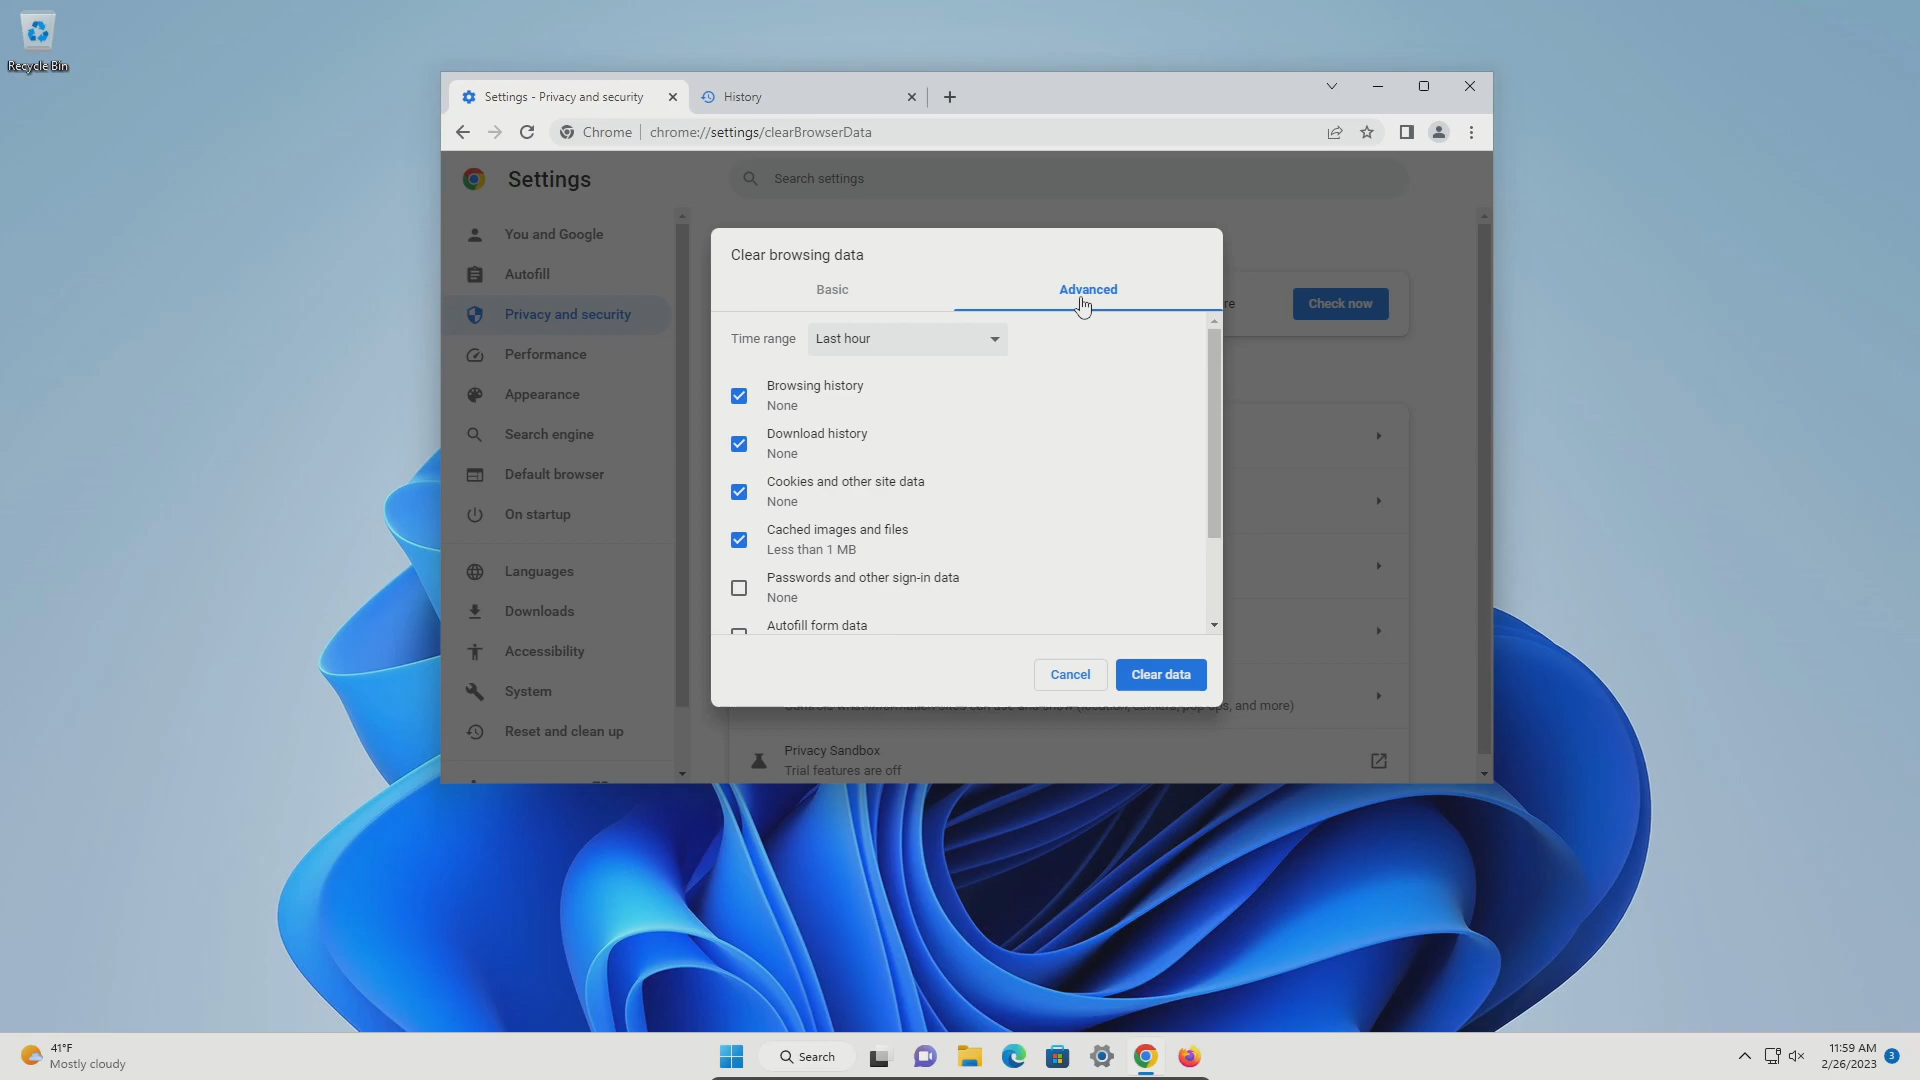 Recycle Bin
Settings - Privacy and security
History
Chrome
chrome://settings/clearBrowserData
Settings
Search settings
You and Google
Autofill
Privacy and security
Performance
Appearance
Search engine
Default browser
On startup
Languages
Downloads
Accessibility
System
Reset and clean up
Check now
Clear browsing data
Basic
Advanced
Time range
Last hour
Browsing history
None
Download history
None
Cookies and other site data
None
Cached images and files
Less than 1 MB
Passwords and other sign-in data
None
Autofill form data
Cancel
Clear data
and more)
Privacy Sandbox
Trial features are off
41°F
Mostly cloudy
Search
11:59 AM
2/26/2023
3